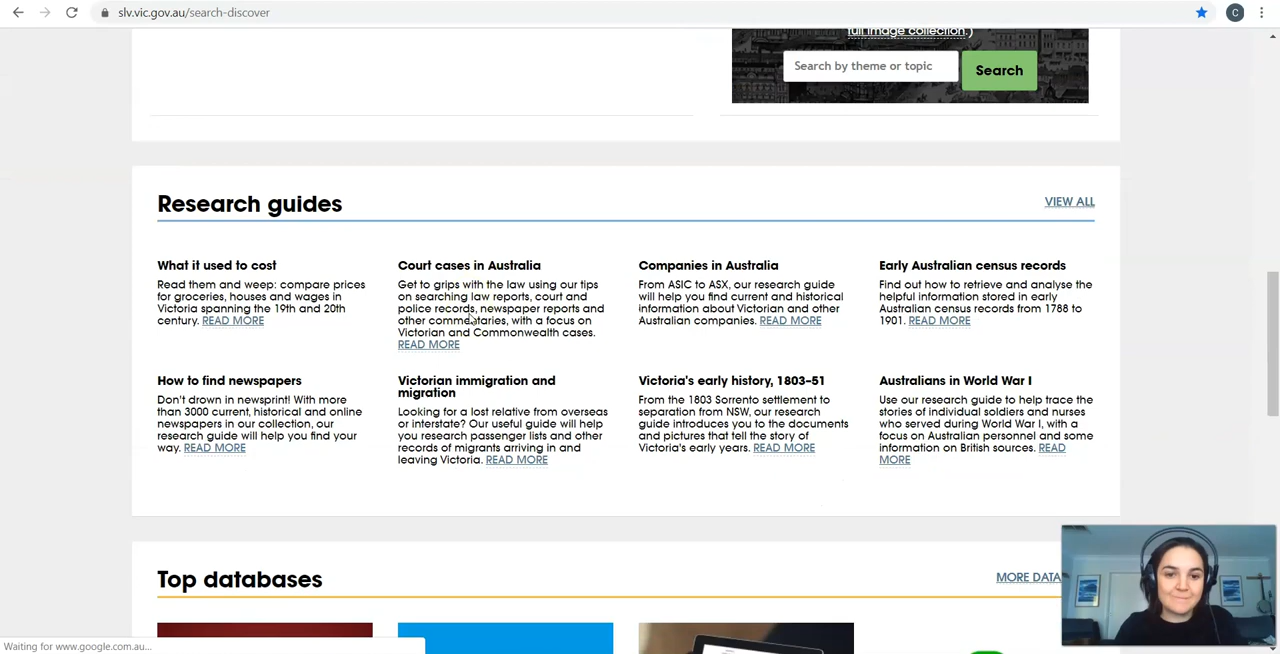 slv.vic.gov.au/search-discover
C
full image collection.)
Search by theme or topic
Search
Research guides
VIEW ALL
What it used to cost
Read them and weep: compare prices
for groceries, houses and wages in
Victoria spanning the 19th and 20th
century. READ MORE
Court cases in Australia
Get to grips with the law using our tips
on searching law reports, court and
police records, newspaper reports and
other commentaries, with a focus on
Victorian and Commonwealth cases.
READ MORE
Companies in Australia
From ASIC to ASX, our research guide
will help you find current and historical
information about Victorian and other
Australian companies. READ MORE
Early Australian census records
Find out how to retrieve and analyse the
helpful information stored in early
Australian census records from 1788 to
1901. READ MORE
How to find newspapers
Don't drown in newsprint! With more
than 3000 current, historical and online
newspapers in our collection, our
research guide will help you find your
way. READ MORE
Victorian immigration and
migration
Looking for a lost relative from overseas
or interstate? Our useful guide will help
you research passenger lists and other
records of migrants arriving in and
leaving Victoria. READ MORE
Victoria's early history, 1803–51
From the 1803 Sorrento settlement to
separation from NSW, our research
guide introduces you to the documents
and pictures that tell the story of
Victoria's early years. READ MORE
Australians in World War I
Use our research guide to help trace the
stories of individual soldiers and nurses
who served during World War I, with a
focus on Australian personnel and some
information on British sources. READ
MORE
Top databases
MORE DATA
Waiting for www.google.com.au...